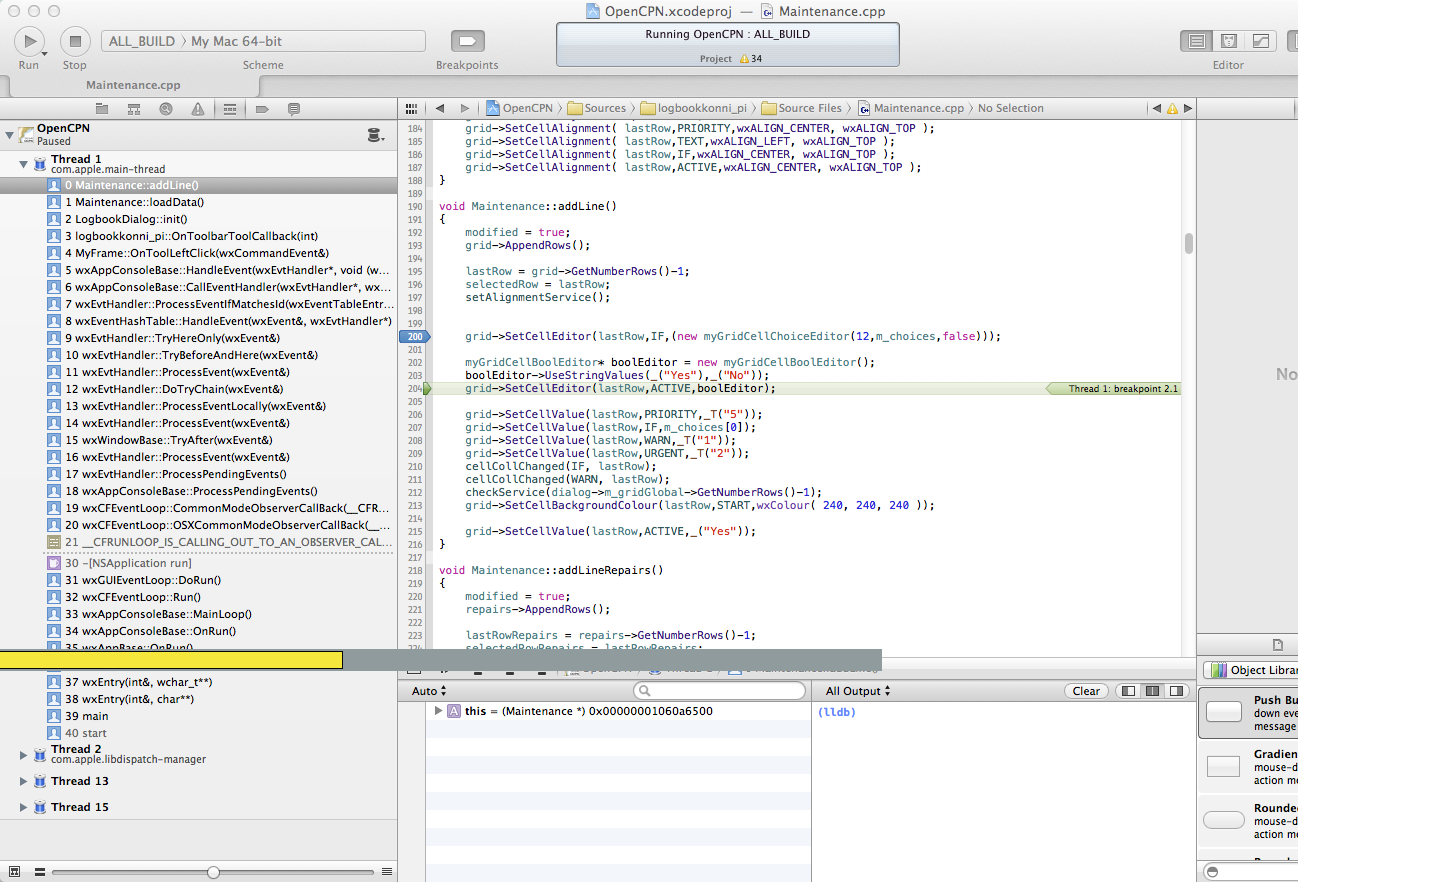 OpenCPN.xcodeproj — Maintenance.cpp
ALL_BUILD 〉 My Mac 64-bit
Running OpenCPN : ALL_BUILD
Project 34
Run Stop Scheme Breakpoints Editor
Maintenance.cpp
OpenCPN 〉 Sources 〉 logbookkonni_pi 〉 Source Files 〉 Maintenance.cpp 〉 No Selection
OpenCPN
Paused
Thread 1
com.apple.main-thread
0 Maintenance::addLine()
1 Maintenance::loadData()
2 LogbookDialog::init()
3 logbookkonni_pi::OnToolbarToolCallback(int)
4 MyFrame::OnToolLeftClick(wxCommandEvent&)
5 wxAppConsoleBase::HandleEvent(wxEvtHandler*, void (w...
6 wxAppConsoleBase::CallEventHandler(wxEvtHandler*, wx...
7 wxEvtHandler::ProcessEventIfMatchesId(wxEventTableEntr...
8 wxEventHashTable::HandleEvent(wxEvent&, wxEvtHandler*)
9 wxEvtHandler::TryHereOnly(wxEvent&)
10 wxEvtHandler::TryBeforeAndHere(wxEvent&)
11 wxEvtHandler::ProcessEvent(wxEvent&)
12 wxEvtHandler::DoTryChain(wxEvent&)
13 wxEvtHandler::ProcessEventLocally(wxEvent&)
14 wxEvtHandler::ProcessEvent(wxEvent&)
15 wxWindowBase::TryAfter(wxEvent&)
16 wxEvtHandler::ProcessEvent(wxEvent&)
17 wxEvtHandler::ProcessPendingEvents()
18 wxAppConsoleBase::ProcessPendingEvents()
19 wxCFEventLoop::CommonModeObserverCallBack(__CFR...
20 wxCFEventLoop::OSXCommonModeObserverCallBack(__...
21 __CFRUNLOOP_IS_CALLING_OUT_TO_AN_OBSERVER_CAL...
30 -[NSApplication run]
31 wxGUIEventLoop::DoRun()
32 wxCFEventLoop::Run()
33 wxAppConsoleBase::MainLoop()
34 wxAppConsoleBase::OnRun()
35 wxAppBase::OnRun()
37 wxEntry(int&, wchar_t**)
38 wxEntry(int&, char**)
39 main
40 start
Thread 2
com.apple.libdispatch-manager
Thread 13
Thread 15
184 grid->SetCellAlignment( lastRow,PRIORITY,wxALIGN_CENTER, wxALIGN_TOP );
185 grid->SetCellAlignment( lastRow,TEXT,wxALIGN_LEFT, wxALIGN_TOP );
186 grid->SetCellAlignment( lastRow,IF,wxALIGN_CENTER, wxALIGN_TOP );
187 grid->SetCellAlignment( lastRow,ACTIVE,wxALIGN_CENTER, wxALIGN_TOP );
188 }
189
190 void Maintenance::addLine()
191 {
192 modified = true;
193 grid->AppendRows();
194
195 lastRow = grid->GetNumberRows()-1;
196 selectedRow = lastRow;
197 setAlignmentService();
198
199
200 grid->SetCellEditor(lastRow,IF,(new myGridCellChoiceEditor(12,m_choices,false)));
201
202 myGridCellBoolEditor* boolEditor = new myGridCellBoolEditor();
203 boolEditor->UseStringValues(_("Yes"),_("No"));
204 grid->SetCellEditor(lastRow,ACTIVE,boolEditor); Thread 1: breakpoint 2.1
205
206 grid->SetCellValue(lastRow,PRIORITY,_T("5"));
207 grid->SetCellValue(lastRow,IF,m_choices[0]);
208 grid->SetCellValue(lastRow,WARN,_T("1"));
209 grid->SetCellValue(lastRow,URGENT,_T("2"));
210 cellCollChanged(IF, lastRow);
211 cellCollChanged(WARN, lastRow);
212 checkService(dialog->m_gridGlobal->GetNumberRows()-1);
213 grid->SetCellBackgroundColour(lastRow,START,wxColour( 240, 240, 240 ));
214
215 grid->SetCellValue(lastRow,ACTIVE,_("Yes"));
216 }
217
218 void Maintenance::addLineRepairs()
219 {
220 modified = true;
221 repairs->AppendRows();
222
223 lastRowRepairs = repairs->GetNumberRows()-1;
selectedRowRepairs = lastRowRepairs;
No
Auto
All Output
Clear
this = (Maintenance *) 0x00000001060a6500
(lldb)
Object Librar
Push Bu
down eve
message
Gradien
mouse-d
action me
Rounde
mouse-d
action me